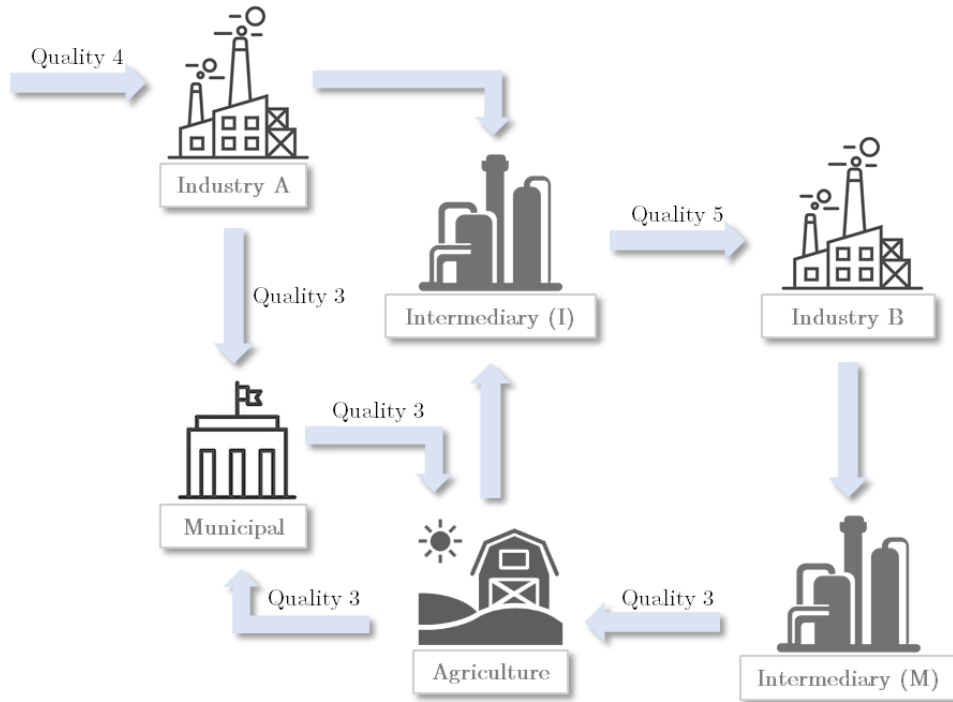 Quality 4
Industry A
Quality 5
Quality 3
Intermediary (I)
Industry B
Quality 3
Municipal
Quality 3
Quality 3
Agriculture
Intermediary (M)